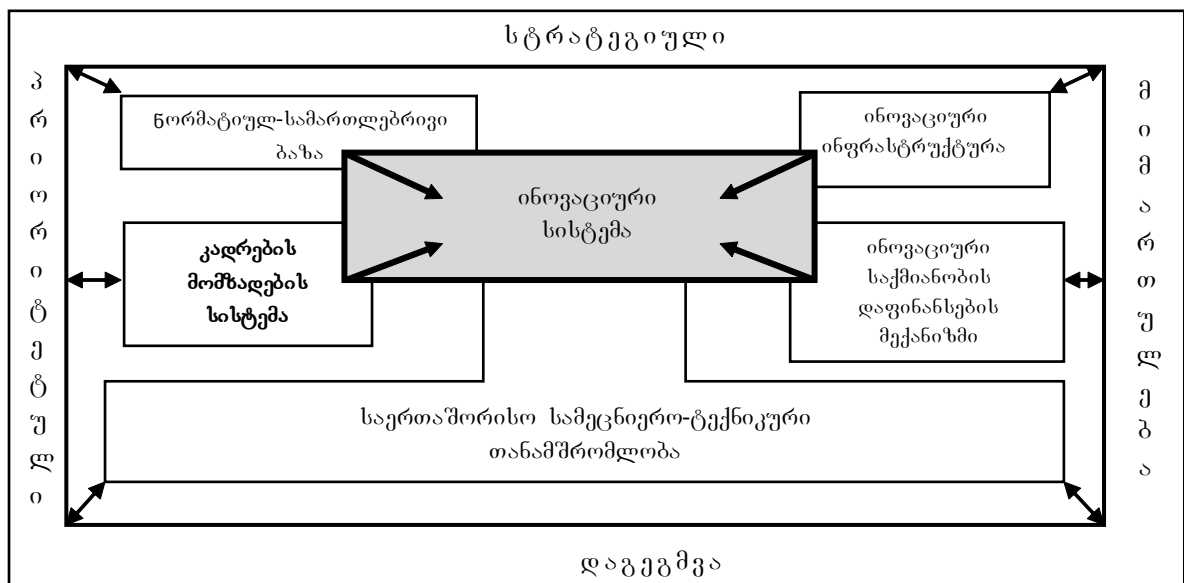 სტრატეგიული
პრიორიტეტული
მიმართულება
ნორმატიულ-სამართლებრივი
ბაზა
ინოვაციური
ინფრასტრუქტურა
ინოვაციური
სისტემა
კადრების
მომზადების
სისტემა
ინოვაციური
საქმიანობის
დაფინანსების
მექანიზმი
საერთაშორისო სამეცნიერო-ტექნიკური
თანამშრომლობა
დაგეგმვა